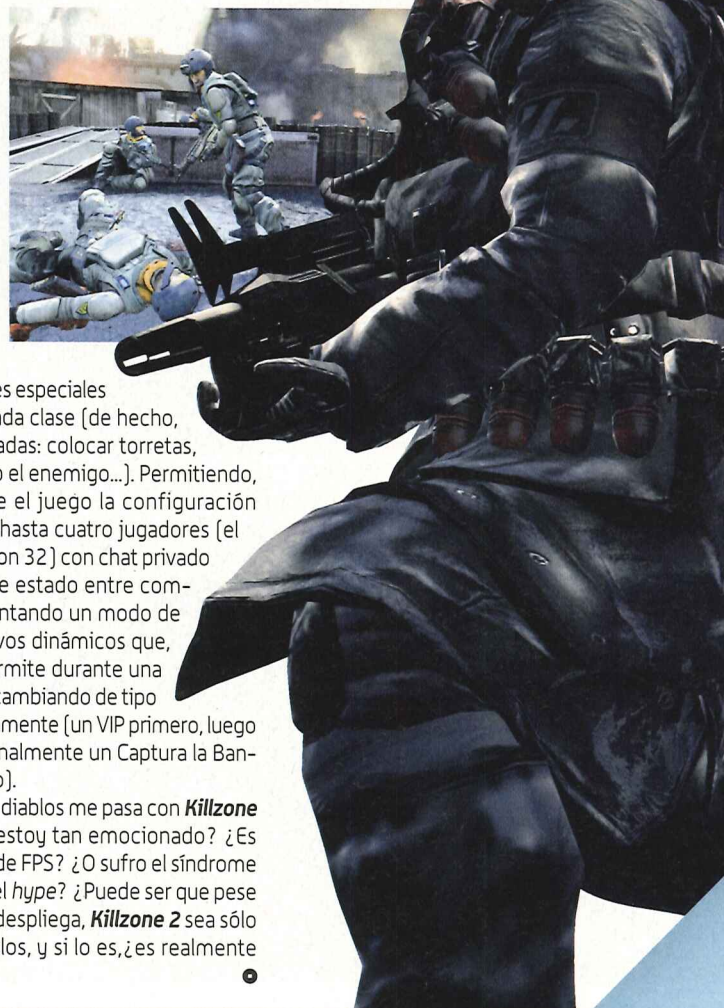 es especiales
da clase (de hecho,
adas: colocar torretas,
o el enemigo...). Permitiendo,
e el juego la configuración
hasta cuatro jugadores (el
on 32) con chat privado
e estado entre com-
ntando un modo de
vos dinámicos que,
rmite durante una
cambiando de tipo
mente (un VIP primero, luego
nalmente un Captura la Ban-
o).
diablos me pasa con Killzone
estoy tan emocionado? ¿Es
de FPS? ¿O sufro el síndrome
el hype? ¿Puede ser que pese
despliega, Killzone 2 sea sólo
los, y si lo es,¿es realmente